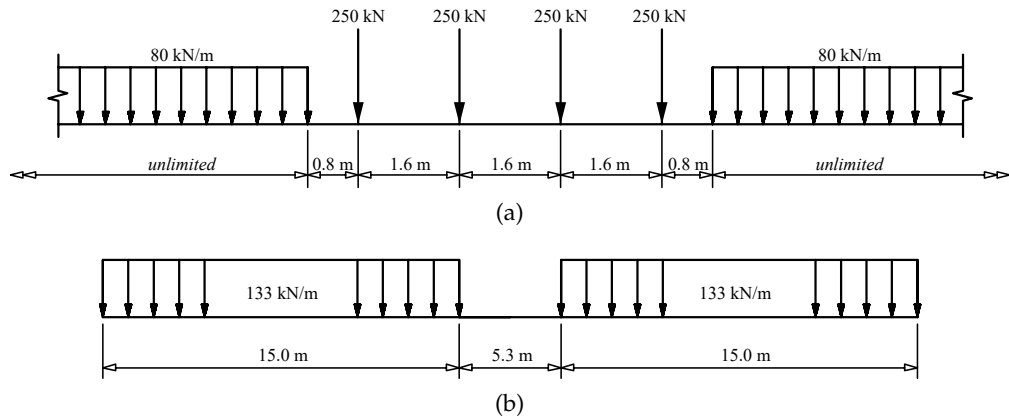 250 kN 250 kN 250 kN 250 kN
80 kN/m 80 kN/m
unlimited 0.8 m 1.6 m 1.6 m 1.6 m 0.8 m unlimited
(a)
133 kN/m 133 kN/m
15.0 m 5.3 m 15.0 m
(b)